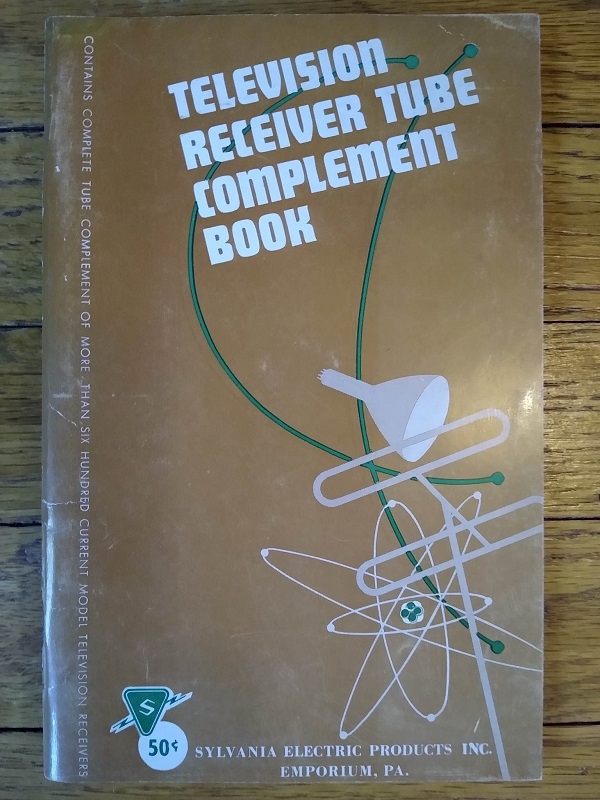 TELEVISION
RECEIVER TUBE
COMPLEMENT
BOOK
CONTAINS COMPLETE TUBE COMPLEMENT OF MORE THAN SIX HUNDRED CURRENT MODEL TELEVISION RECEIVERS
S
50¢
SYLVANIA ELECTRIC PRODUCTS INC.
EMPORIUM, PA.